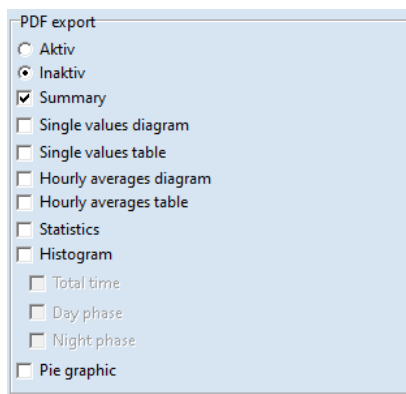 PDF export
Aktiv
Inaktiv
Summary
Single values diagram
Single values table
Hourly averages diagram
Hourly averages table
Statistics
Histogram
Total time
Day phase
Night phase
Pie graphic